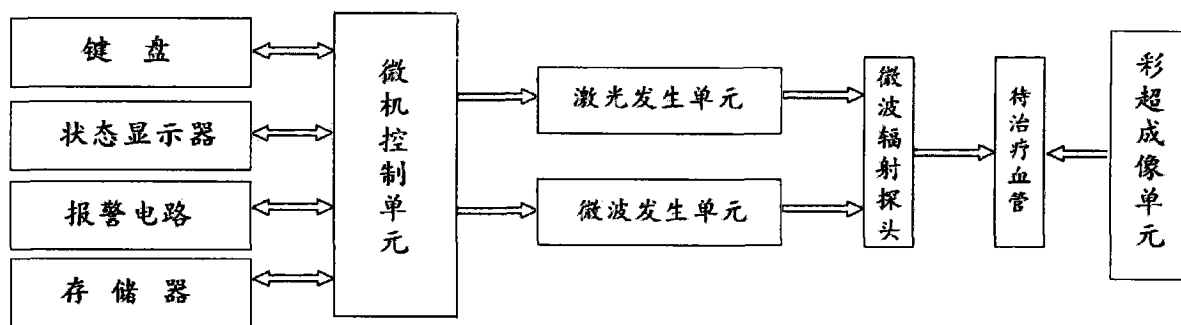 键 盘
状态显示器
报警电路
存 储 器
微机控制单元
激光发生单元
微波发生单元
微波辐射探头
待治疗血管
彩超成像单元